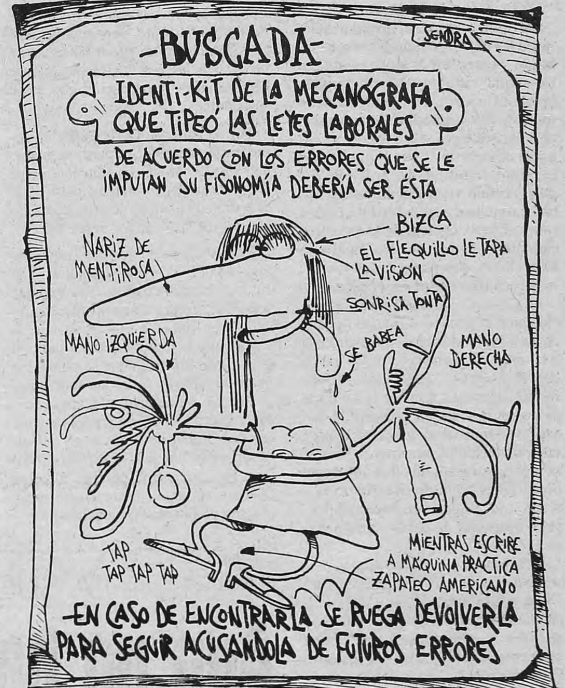 SENDRA
-BUSCADA-
IDENTI-KIT DE LA MECANÓGRAFA
QUE TIPEÓ LAS LEYES LABORALES
DE ACUERDO CON LOS ERRORES QUE SE LE
IMPUTAN SU FISONOMÍA DEBERÍA SER ÉSTA
BIZCA
NARIZ DE
MENTIROSA
EL FLEQUILLO LE TAPA
LA VISIÓN
SONRISA TONTA
MANO IZQUIERDA
SE BABEA
MANO
DERECHA
TAP
TAP TAP TAP
MIENTRAS ESCRIBE
A MÁQUINA PRACTICA
ZAPATEO AMERICANO
-EN CASO DE ENCONTRARLA SE RUEGA DEVOLVERLA
PARA SEGUIR ACUSÁNDOLA DE FUTUROS ERRORES